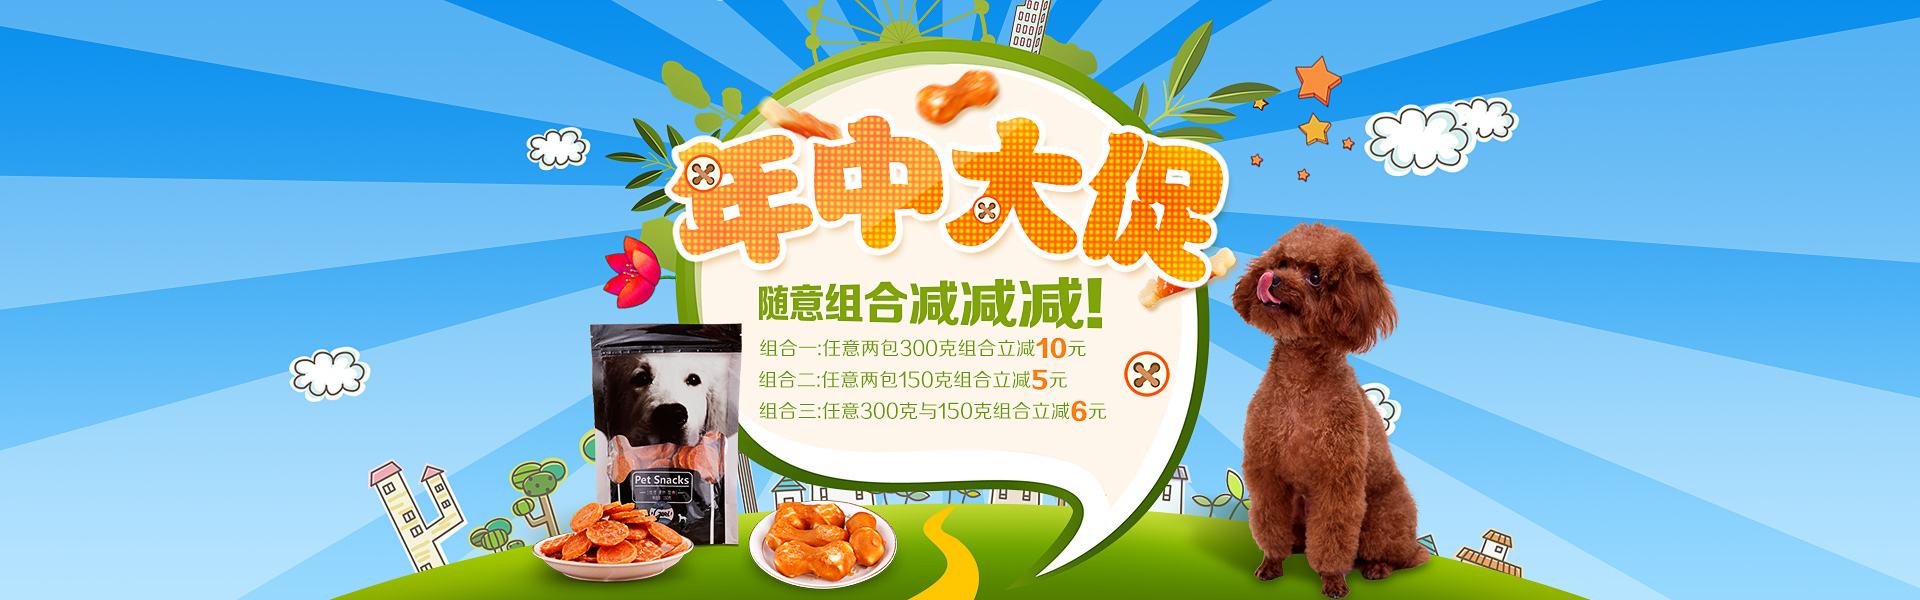 年中大促
随意组合减减减!
组合一:任意两包300克组合立减10元
组合二:任意两包150克组合立减5元
组合三:任意300克与150克组合立减6元
Pet Snacks